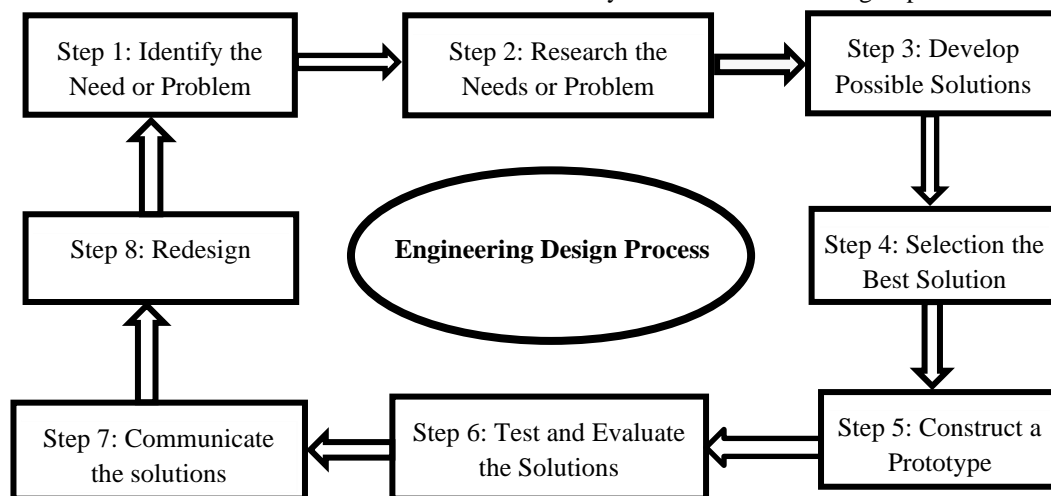 Step 1: Identify the
Need or Problem
Step 2: Research the
Needs or Problem
Step 3: Develop
Possible Solutions
Step 8: Redesign
Engineering Design Process
Step 4: Selection the
Best Solution
Step 7: Communicate
the solutions
Step 6: Test and Evaluate
the Solutions
Step 5: Construct a
Prototype